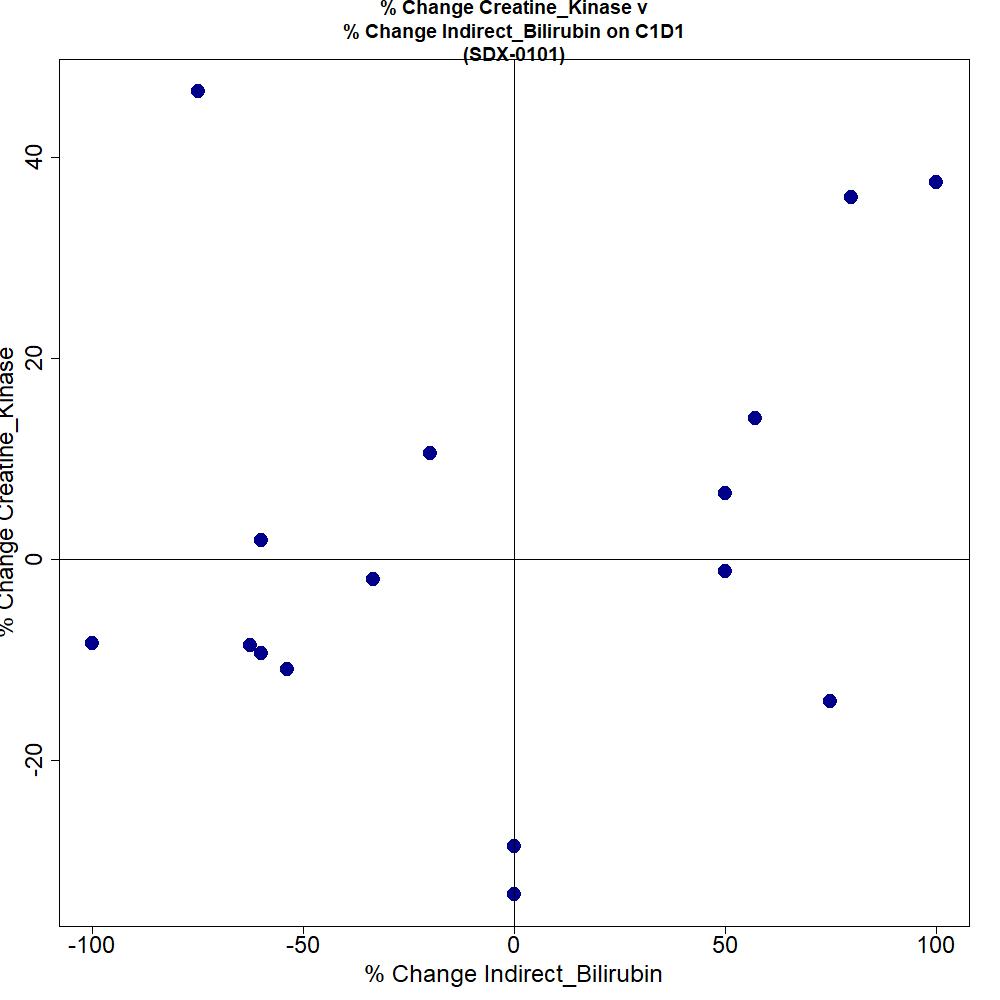 % Change Creatine_Kinase v
% Change Indirect_Bilirubin on C1D1
(SDX-0101)
% Change Creatine_Kinase
40
20
0
-20
-100
-50
0
50
100
% Change Indirect_Bilirubin